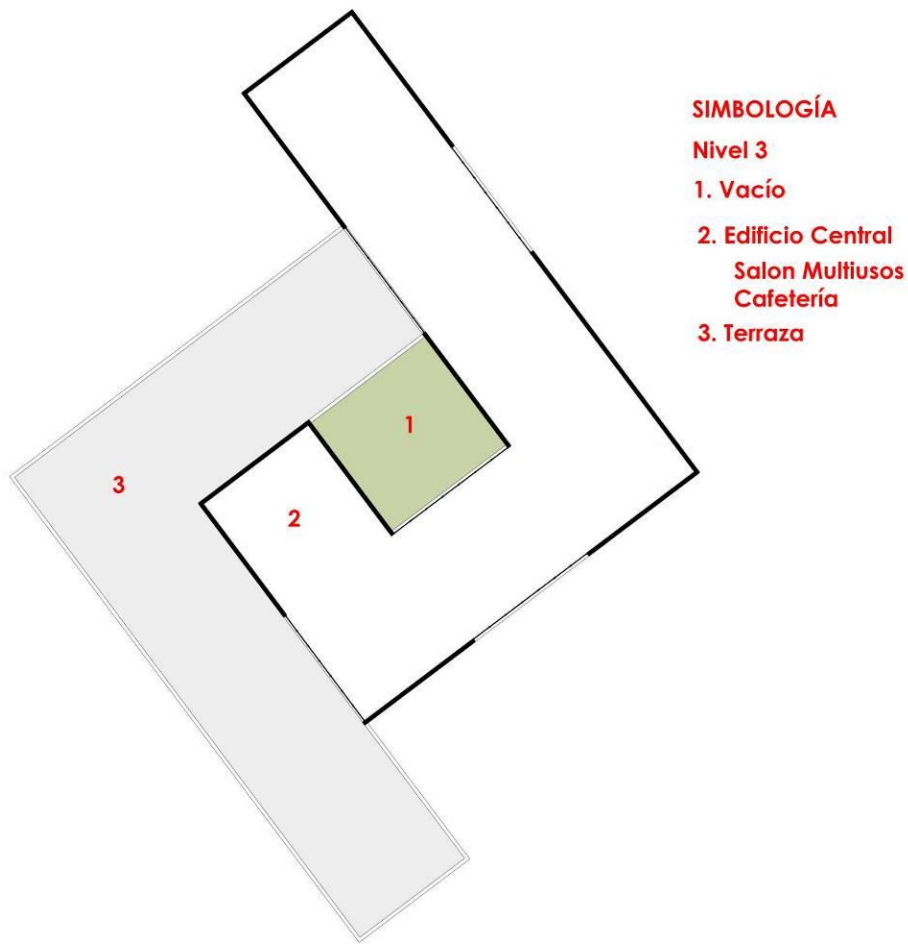 SIMBOLOGÍA
Nivel 3
1. Vacío
2. Edificio Central
Salon Multiusos
Cafetería
3. Terraza
1
3
2